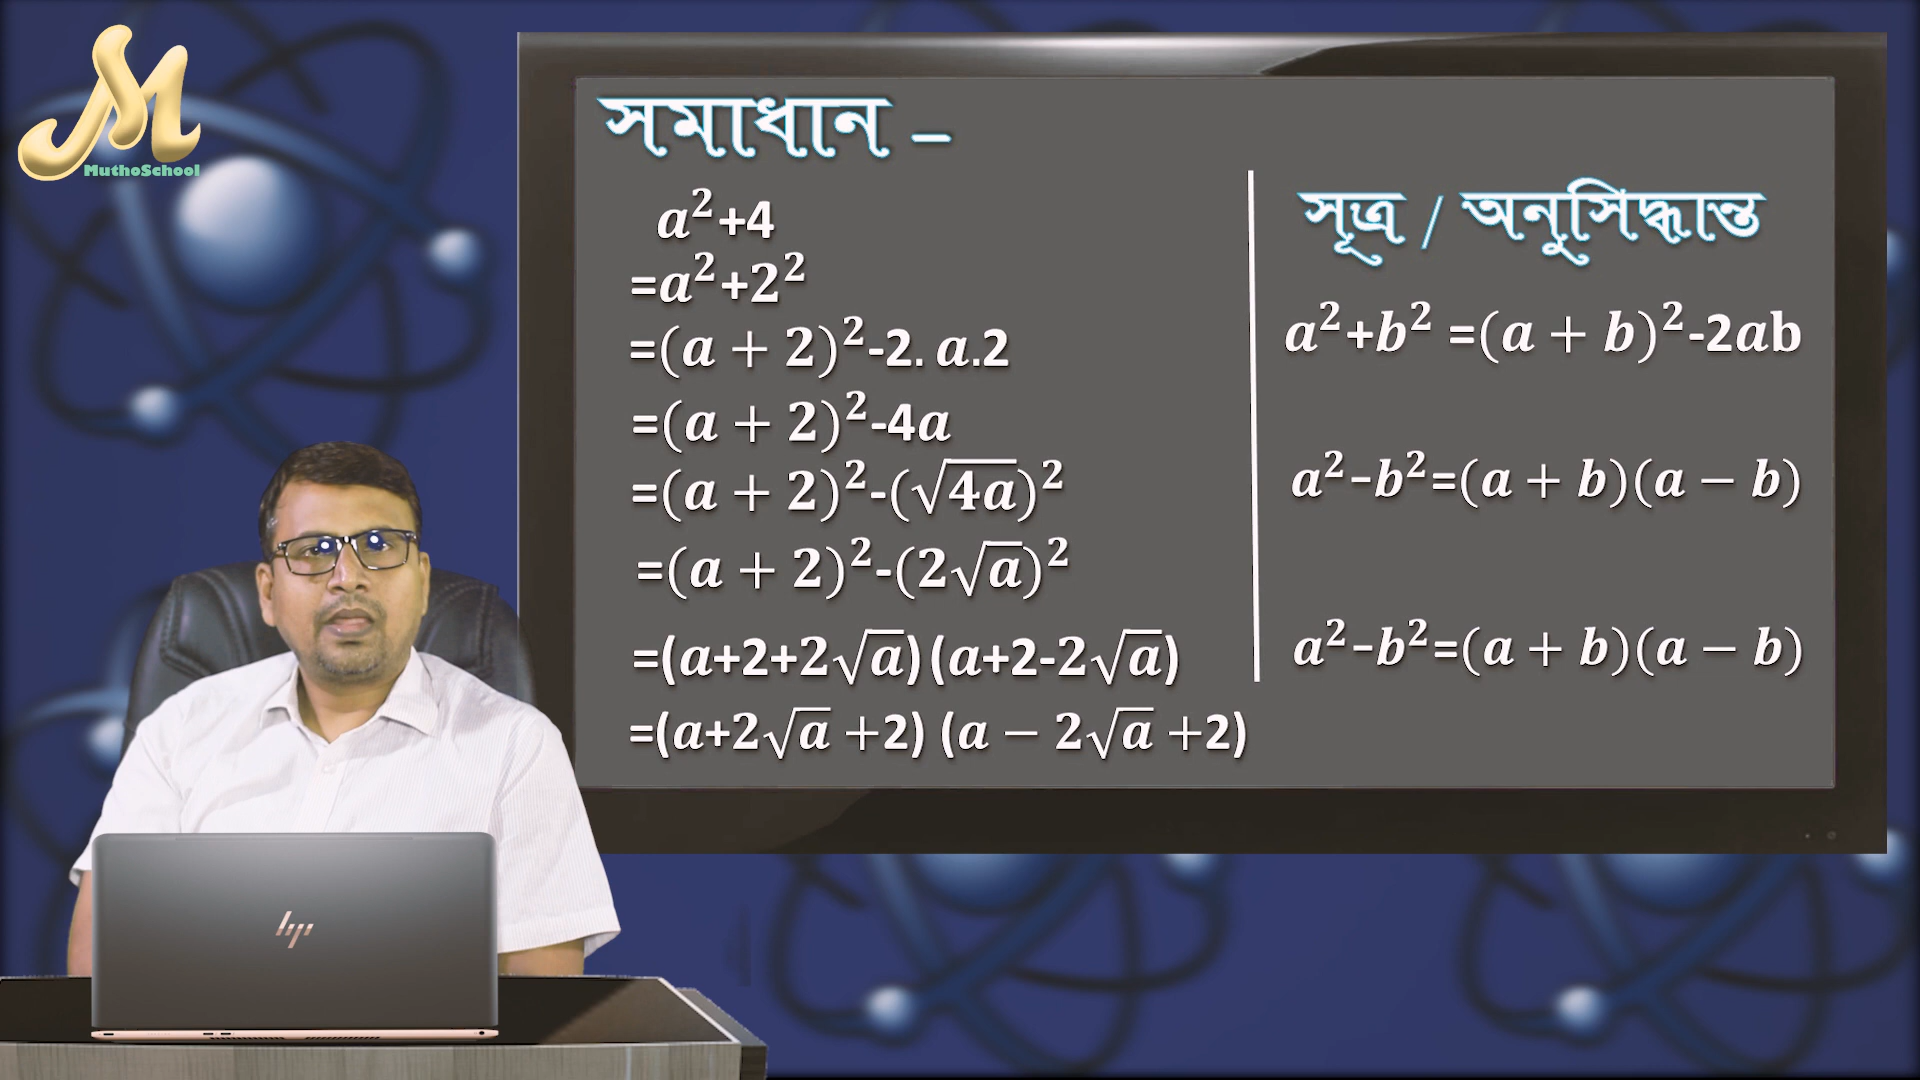 MuthoSchool
সমাধান –
a²+4
=a²+2²
=(a + 2)²-2. a.2
=(a + 2)²-4a
=(a + 2)²-(√4a)²
=(a + 2)²-(2√a)²
=(a+2+2√a)(a+2-2√a)
=(a+2√a +2) (a − 2√a +2)
সূত্র / অনুসিদ্ধান্ত
a²+b² =(a + b)²-2ab
a²−b²=(a + b)(a − b)
a²−b²=(a + b)(a − b)
hp